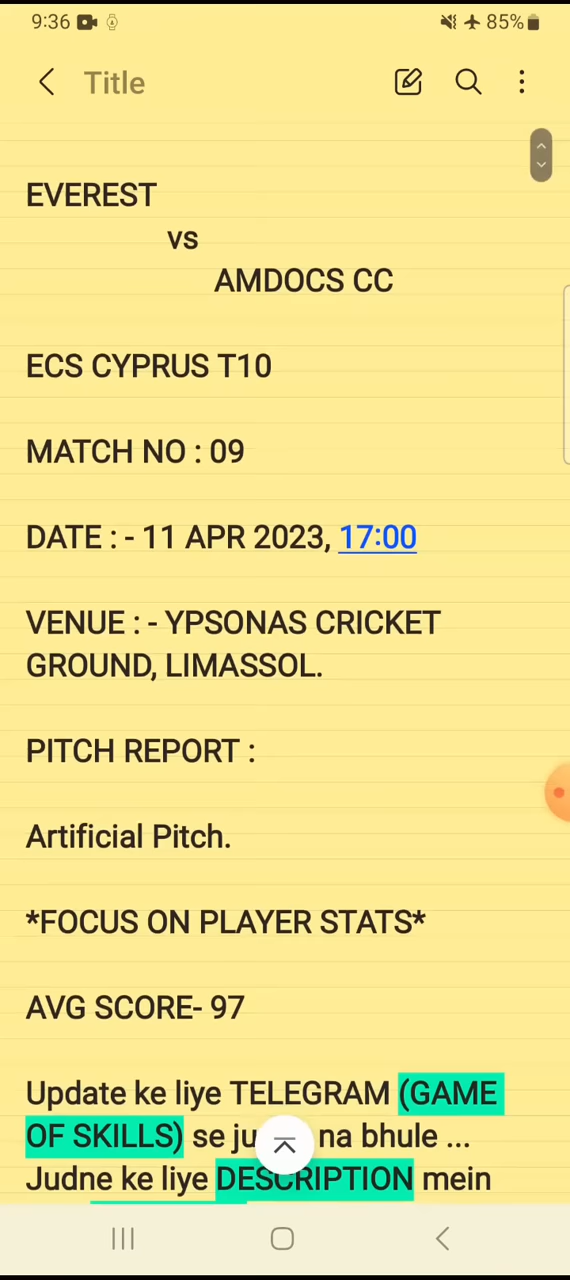 9:36
85%
Title
EVEREST
vs
AMDOCS CC
ECS CYPRUS T10
MATCH NO : 09
DATE : - 11 APR 2023, 17:00
VENUE : - YPSONAS CRICKET
GROUND, LIMASSOL.
PITCH REPORT :
Artificial Pitch.
*FOCUS ON PLAYER STATS*
AVG SCORE- 97
Update ke liye TELEGRAM (GAME
OF SKILLS) se na bhule ...
Judne ke liye DESCRIPTION mein